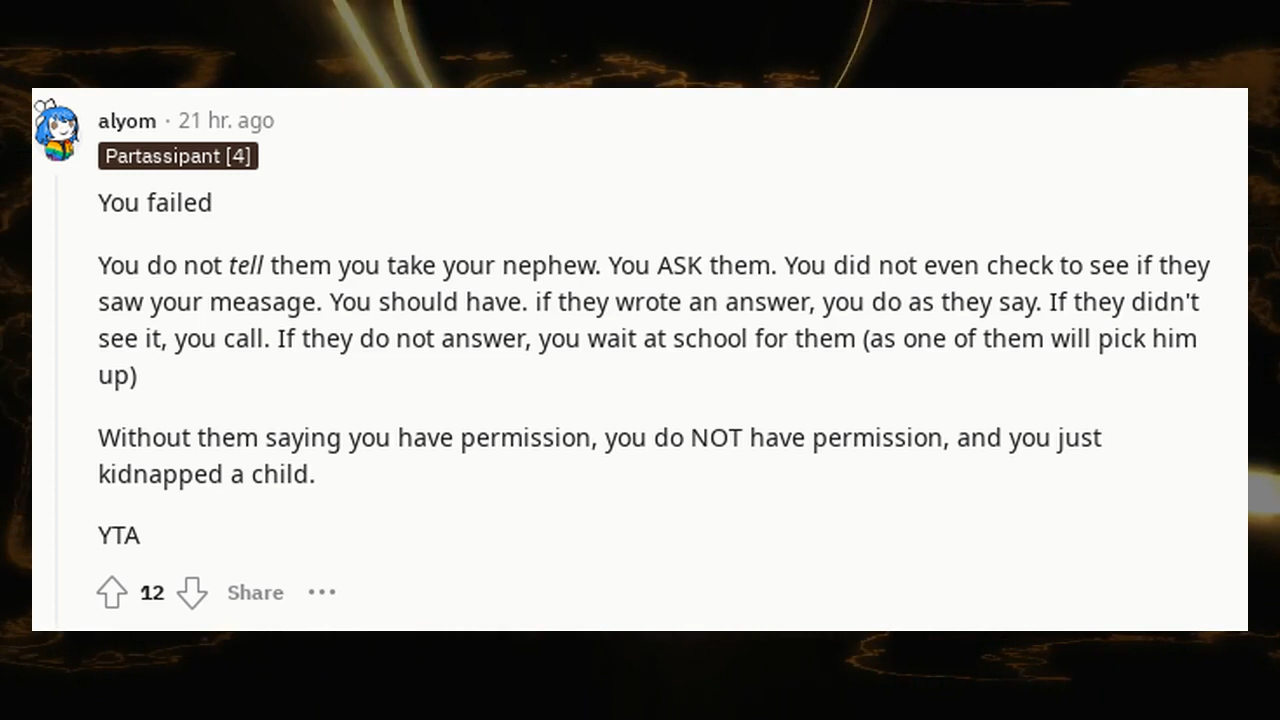 alyom · 21 hr. ago
Partassipant [4]
You failed
You do not tell them you take your nephew. You ASK them. You did not even check to see if they
saw your measage. You should have. if they wrote an answer, you do as they say. If they didn't
see it, you call. If they do not answer, you wait at school for them (as one of them will pick him
up)
Without them saying you have permission, you do NOT have permission, and you just
kidnapped a child.
YTA
12 Share